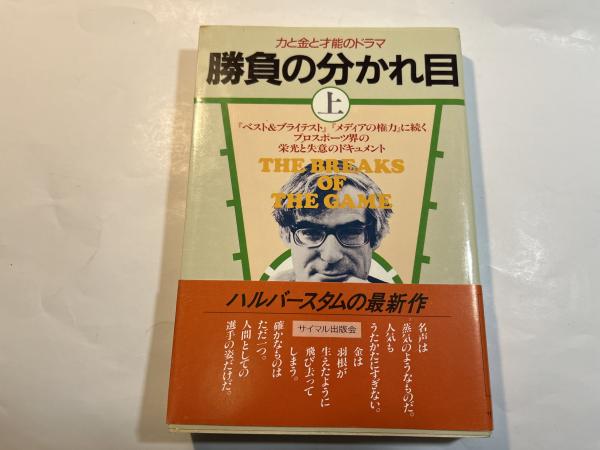 力と金と才能のドラマ
勝負の分かれ目
上
『ベスト&ブライテスト』『メディアの権力』に続く
プロスポーツ界の
栄光と失意のドキュメント
THE BREAKS
OF
THE GAME
ハルバースタムの最新作
サイマル出版会
名声は
蒸気のようなものだ。
人気も
うたかたにすぎない。
金は
羽根が
生えたように
飛び去って
しまう。
確かなものは
ただ一つ。
人間としての
選手の姿だけだ。